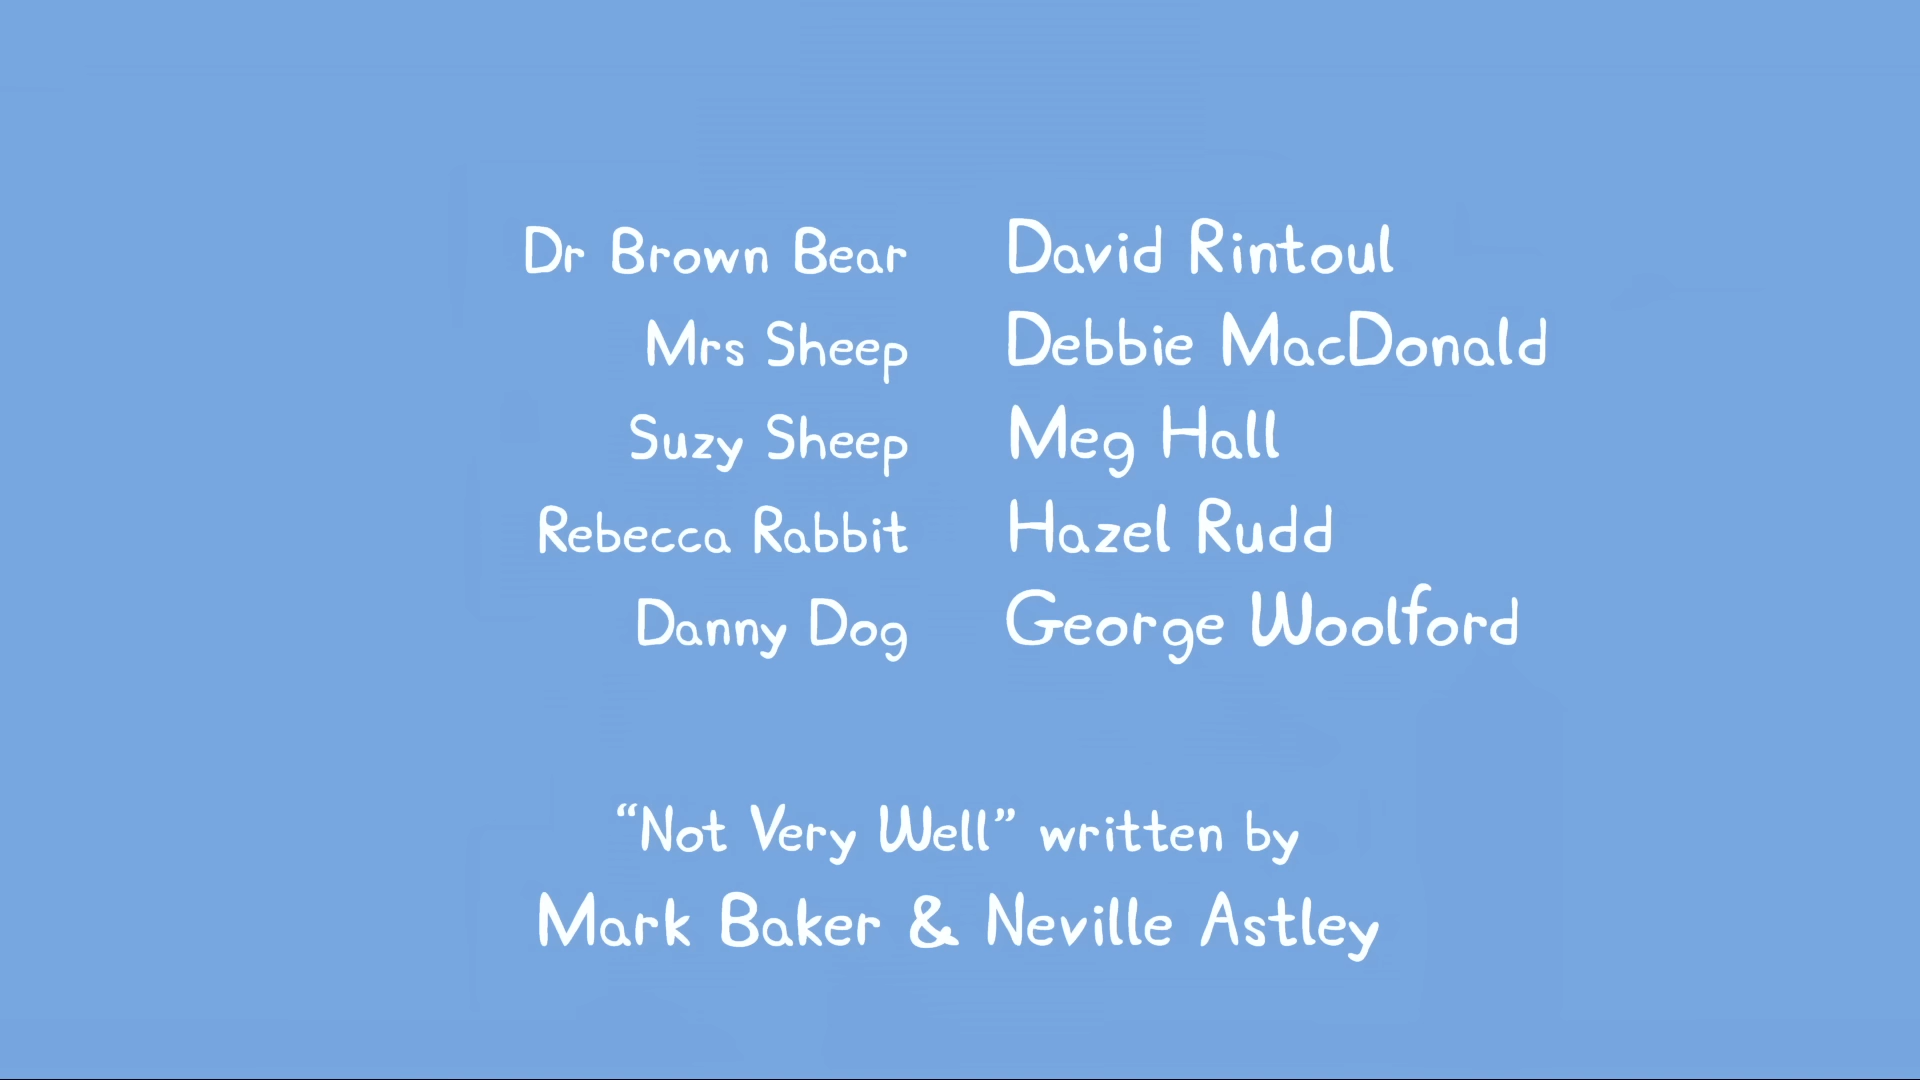 Dr Brown Bear David Rintoul
Mrs Sheep Debbie MacDonald
Suzy Sheep Meg Hall
Rebecca Rabbit Hazel Rudd
Danny Dog George Woolford
“Not Very Well” written by
Mark Baker & Neville Astley